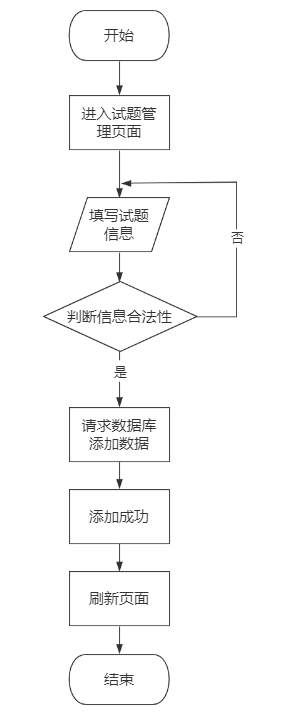 开始
进入试题管
理页面
填写试题
信息
否
判断信息合法性
是
请求数据库
添加数据
添加成功
刷新页面
结束